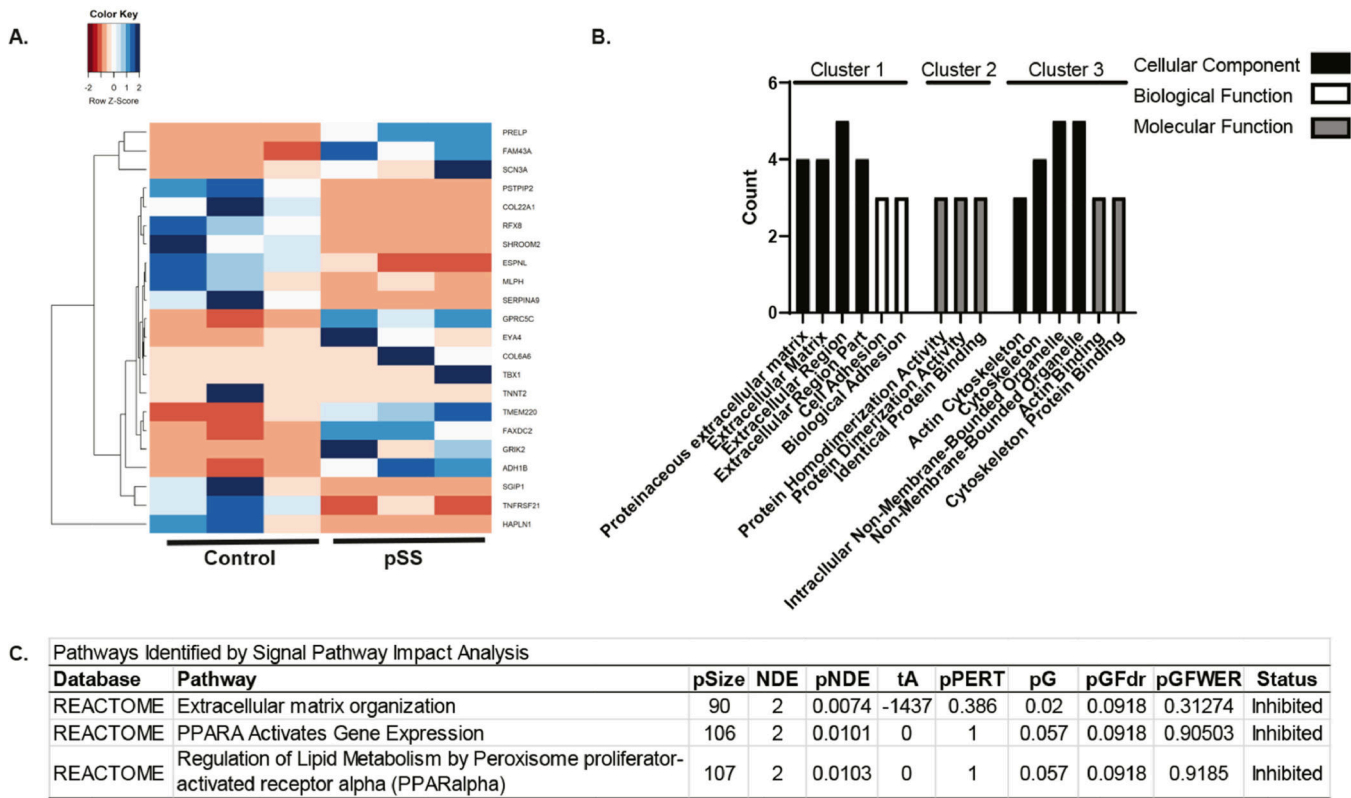 A.
Color Key
-2 0 1 2
Row Z-Score
PRELP
FAM43A
SCN3A
PSTPIP2
COL22A1
RFX8
SHROOM2
ESPNL
MLPH
SERPINA9
GPRC5C
EYA4
COL6A6
TBX1
TNNT2
TMEM220
FAXDC2
GRIK2
ADH1B
SGIP1
TNFRSF21
HAPLN1
Control pSS
B.
Cluster 1 Cluster 2 Cluster 3
Cellular Component
Biological Function
Molecular Function
Count
6
4
2
0
Proteinaceous extracellular matrix
Extracellular Matrix
Extracellular Region
Extracellular Region Part
Cell Adhesion
Biological Adhesion
Protein Homodimerization Activity
Protein Dimerization Activity
Identical Protein Binding
Actin Cytoskeleton
Cytoskeleton
Intracllular Non-Membrane-Bounded Organelle
Non-Membrane-Bounded Organelle
Actin Binding
Cytoskeleton Protein Binding
C.
Pathways Identified by Signal Pathway Impact Analysis
Database Pathway pSize NDE pNDE tA pPERT pG pGFdr pGFWER Status
REACTOME Extracellular matrix organization 90 2 0.0074 -1437 0.386 0.02 0.0918 0.31274 Inhibited
REACTOME PPARA Activates Gene Expression 106 2 0.0101 0 1 0.057 0.0918 0.90503 Inhibited
REACTOME Regulation of Lipid Metabolism by Peroxisome proliferator-
activated receptor alpha (PPARalpha) 107 2 0.0103 0 1 0.057 0.0918 0.9185 Inhibited